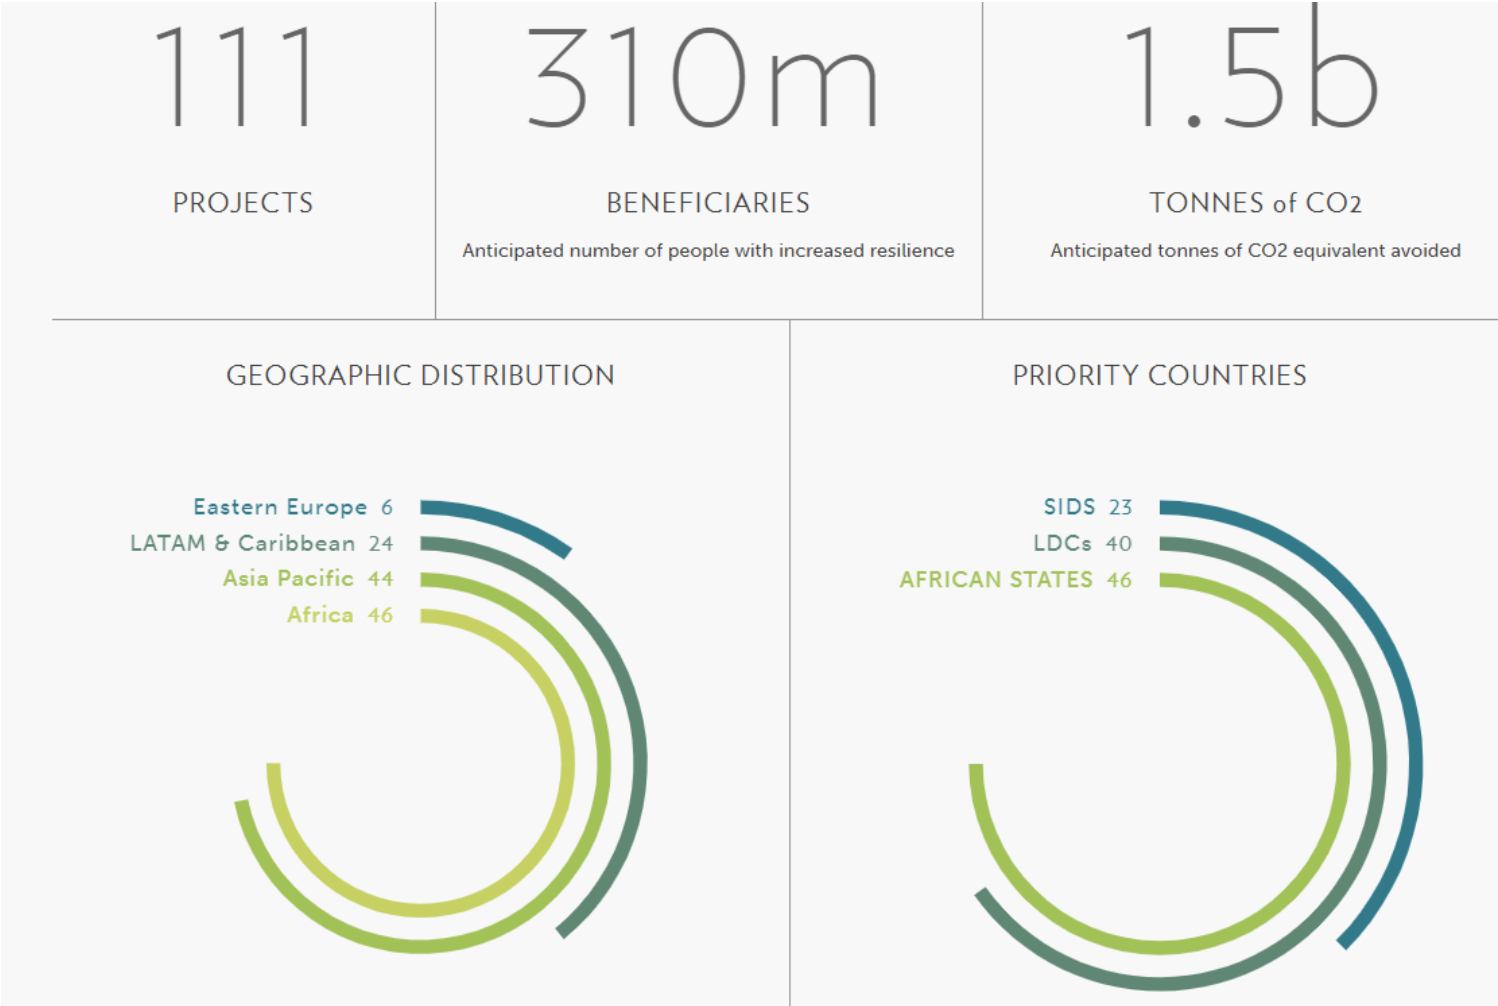 111
PROJECTS
310m
BENEFICIARIES
Anticipated number of people with increased resilience
1.5b
TONNES of CO2
Anticipated tonnes of CO2 equivalent avoided
GEOGRAPHIC DISTRIBUTION
Eastern Europe 6
LATAM & Caribbean 24
Asia Pacific 44
Africa 46
PRIORITY COUNTRIES
SIDS 23
LDCs 40
AFRICAN STATES 46